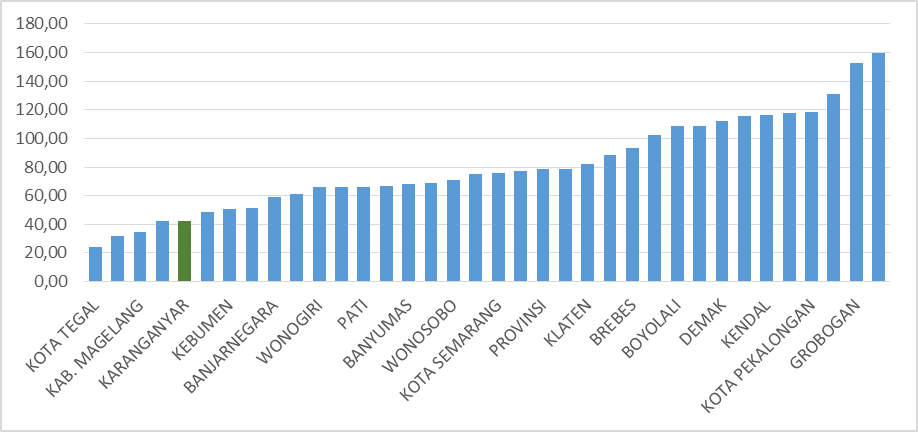 180,00
160,00
140,00
120,00
100,00
80,00
60,00
40,00
20,00
0,00
KOTA TEGAL
KAB. MAGELANG
KARANGANYAR
KEBUMEN
BANJARNEGARA
WONOGIRI
PATI
BANYUMAS
WONOSOBO
KOTA SEMARANG
PROVINSI
KLATEN
BREBES
BOYOLALI
DEMAK
KENDAL
KOTA PEKALONGAN
GROBOGAN